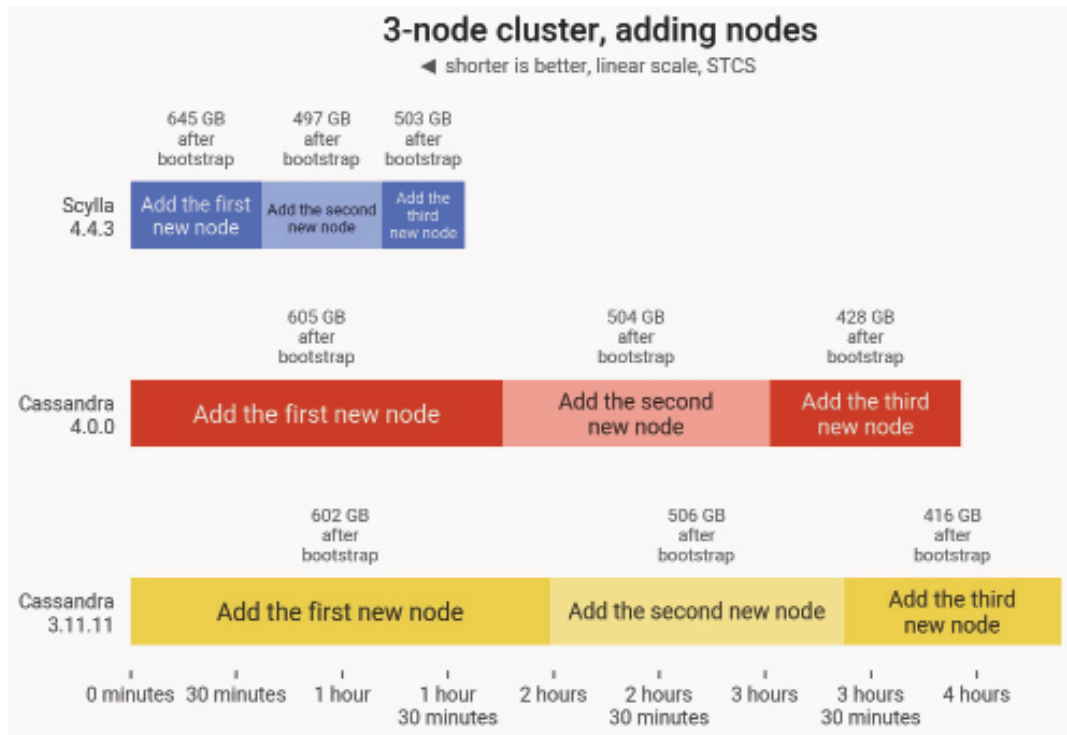 3-node cluster, adding nodes
◄ shorter is better, linear scale, STCS
645 GB
after
bootstrap
497 GB
after
bootstrap
503 GB
after
bootstrap
Scylla
4.4.3
Add the first
new node
Add the second
new node
Add the
third
new node
605 GB
after
bootstrap
504 GB
after
bootstrap
428 GB
after
bootstrap
Cassandra
4.0.0
Add the first new node
Add the second
new node
Add the third
new node
602 GB
after
bootstrap
506 GB
after
bootstrap
416 GB
after
bootstrap
Cassandra
3.11.11
Add the first new node
Add the second new node
Add the third
new node
0 minutes
30 minutes
1 hour
1 hour
30 minutes
2 hours
2 hours
30 minutes
3 hours
3 hours
30 minutes
4 hours